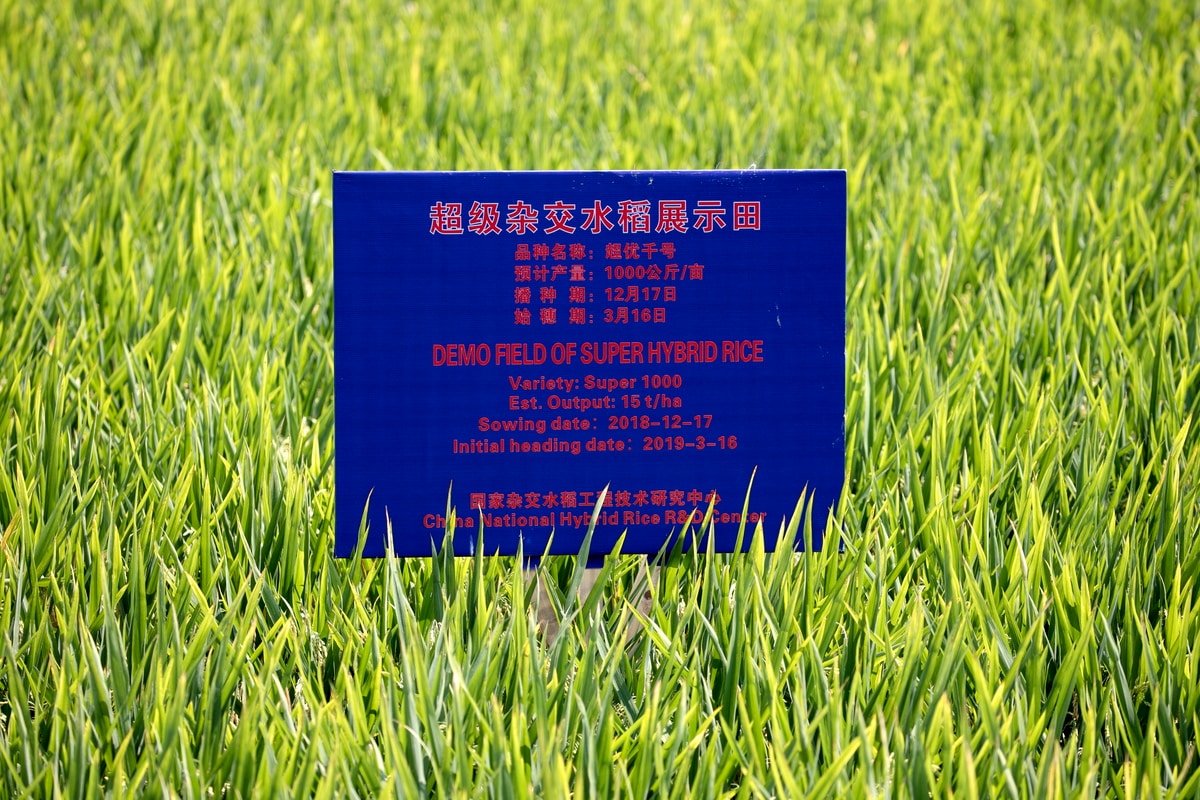 超级杂交水稻展示田
品种名称：超优千号
预计产量：1000公斤/亩
播 种 期：12月17日
始 穗 期：3月16日
DEMO FIELD OF SUPER HYBRID RICE
Variety: Super 1000
Est. Output: 15 t/ha
Sowing date：2018-12-17
Initial heading date：2019-3-16
国家杂交水稻工程技术研究中心
China National Hybrid Rice R&D Center